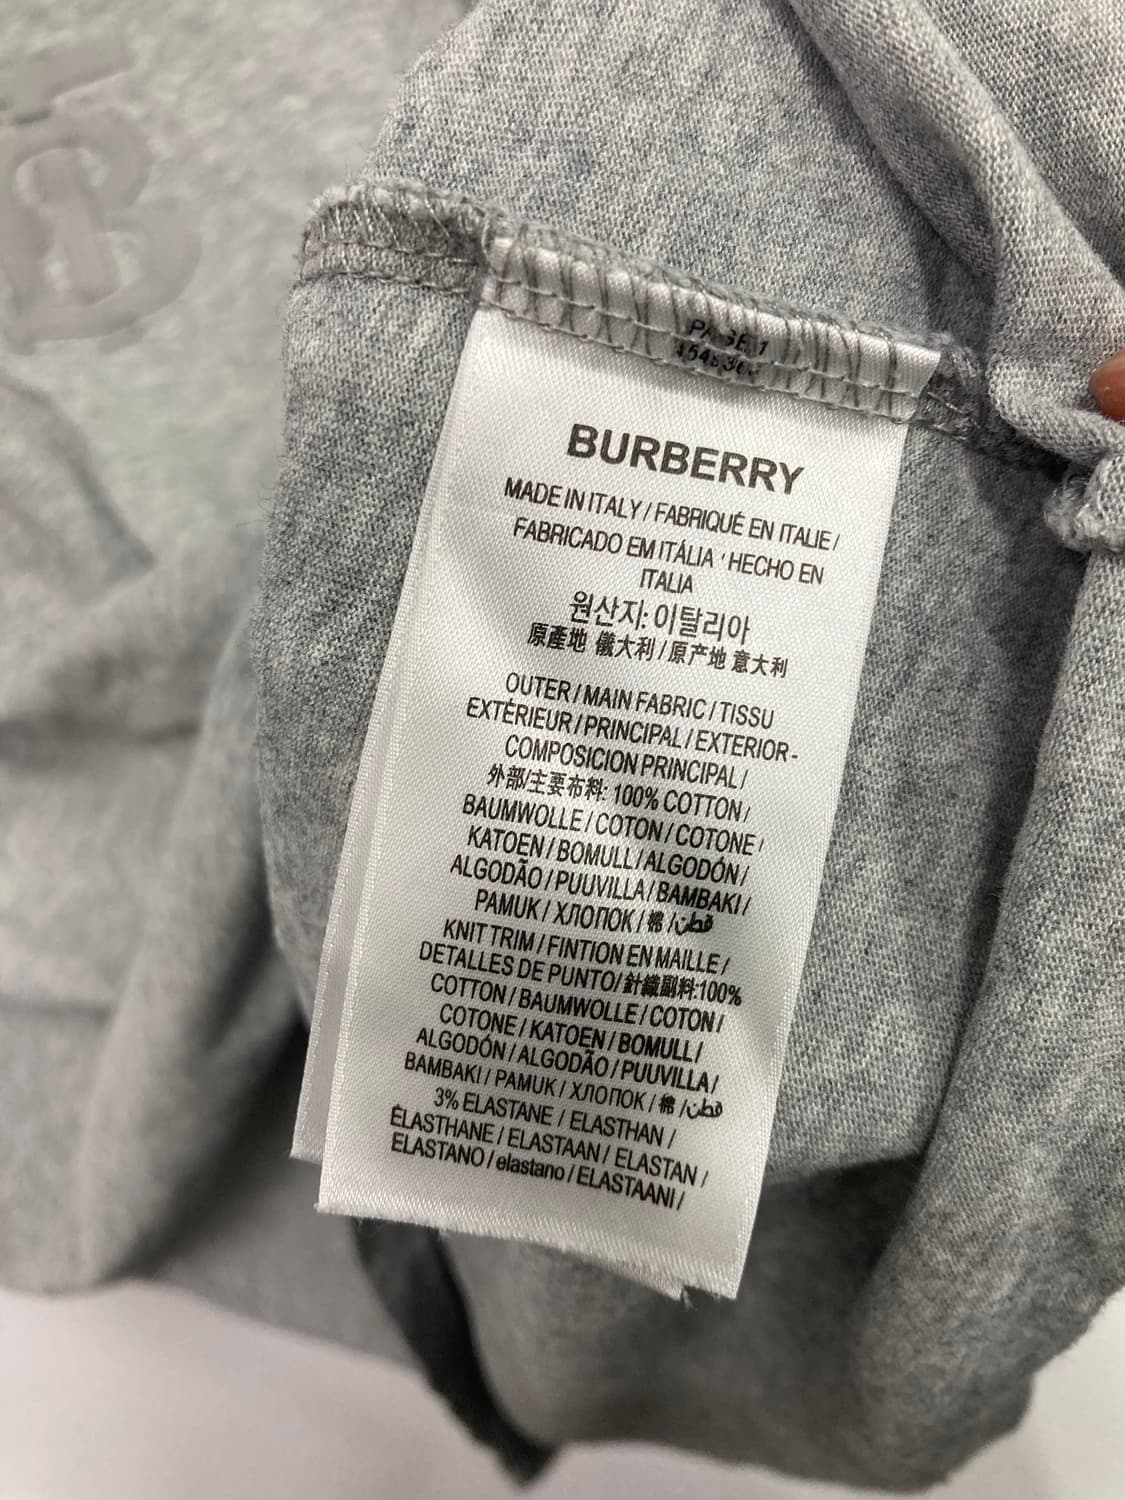 PAGE 1
BURBERRY
MADE IN ITALY / FABRIQUÉ EN ITALIE /
FABRICADO EM ITÁLIA ' HECHO EN
ITALIA
원산지: 이탈리아
原產地 儀大利 / 原产地 意大利
OUTER / MAIN FABRIC / TISSU
EXTÉRIEUR / PRINCIPAL / EXTERIOR-
COMPOSICION PRINCIPAL /
外部/主要布料: 100% COTTON /
BAUMWOLLE / COTON / COTONE /
KATOEN / BOMULL / ALGODÓN /
ALGODÃO / PUUVILLA / BAMBAKI /
PAMUK / ХЛОПОК / 棉 / قطن
KNIT TRIM / FINTION EN MAILLE /
DETALLES DE PUNTO/ 針織副料:100%
COTTON / BAUMWOLLE / COTON /
COTONE / KATOEN / BOMULL /
ALGODÓN / ALGODÃO / PUUVILLA /
BAMBAKI / PAMUK / ХЛОПОК / 棉 / قطن
3% ELASTANE / ELASTHAN /
ÉLASTHANE / ELASTAAN / ELASTAN /
ELASTANO / elastano / ELASTAANI /